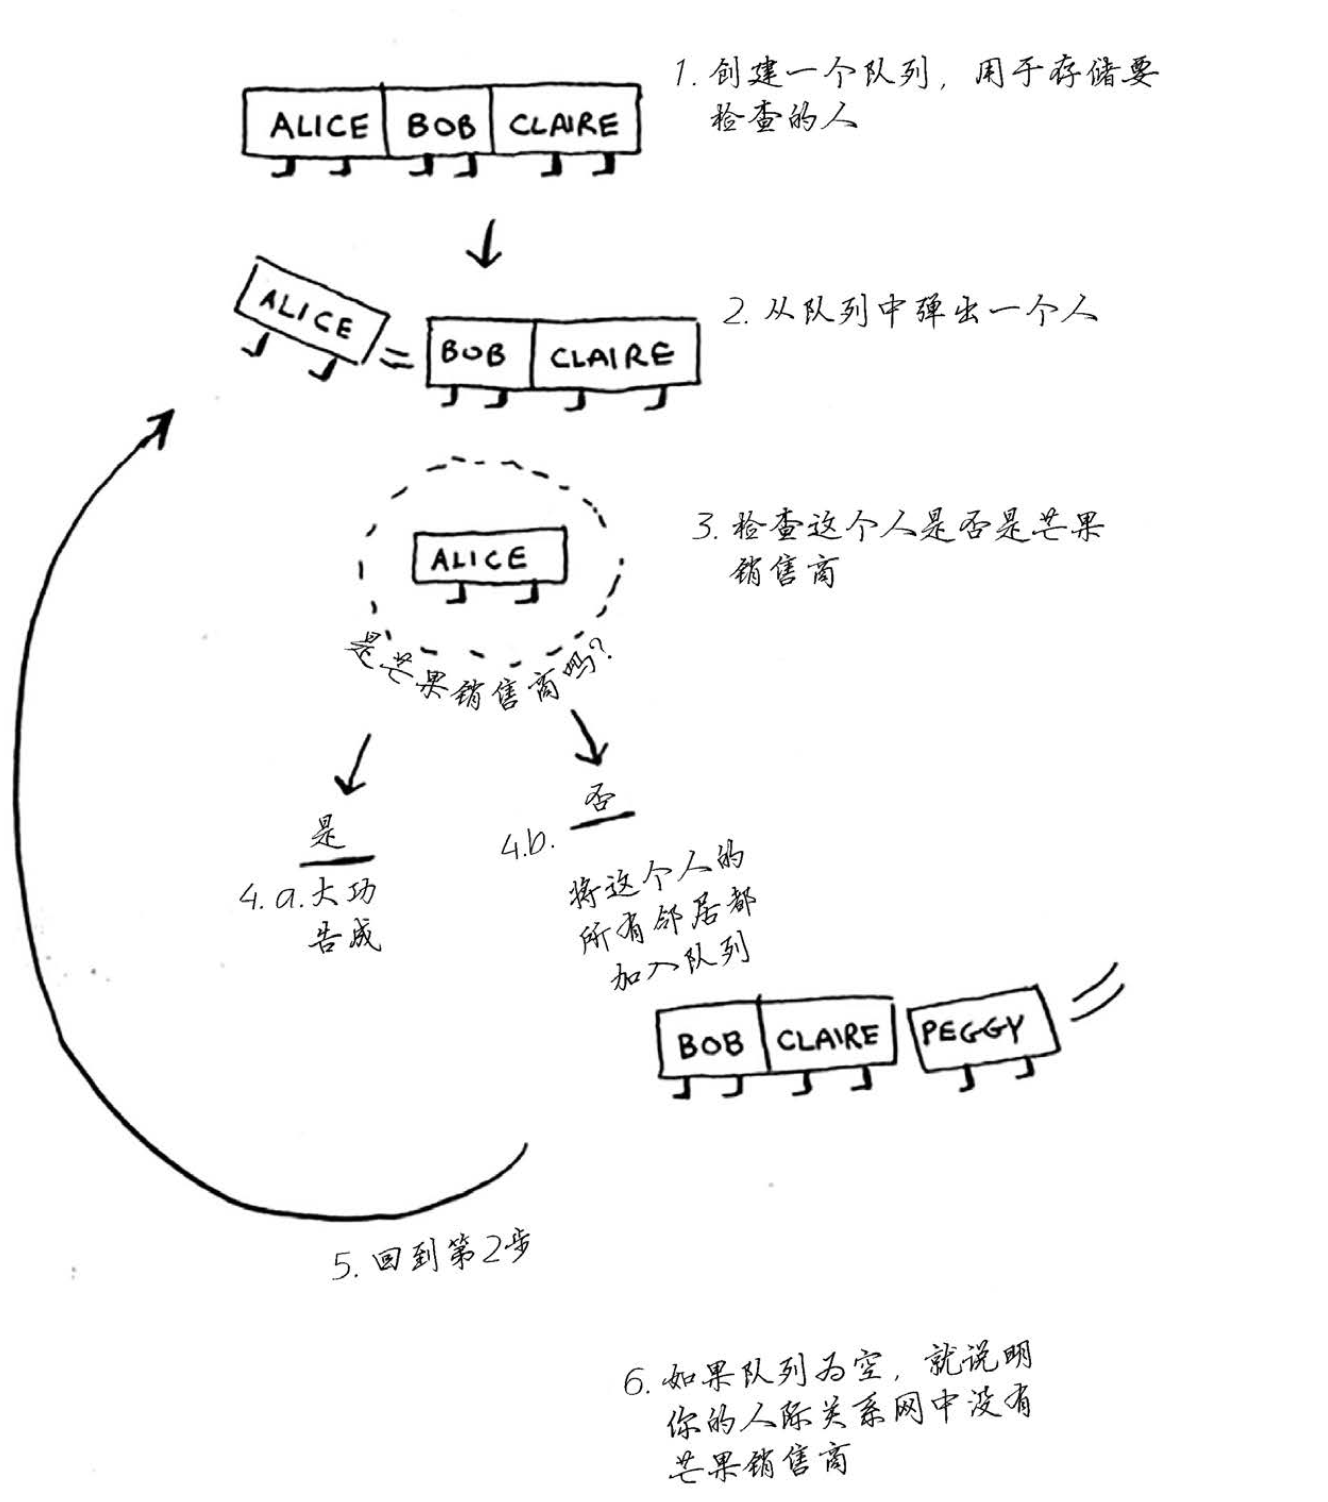 ALICE BOB CLAIRE
1. 创建一个队列，用于存储要
检查的人
ALICE
BOB CLAIRE
2. 从队列中弹出一个人
ALICE
3. 检查这个人是否是芒果
销售商
是芒果销售商吗?
是
4.a.大功
告成
否
4.b.
将这个人的
所有邻居都
加入队列
BOB CLAIRE PEGGY
5. 回到第2步
6. 如果队列为空，就说明
你的人际关系网中没有
芒果销售商